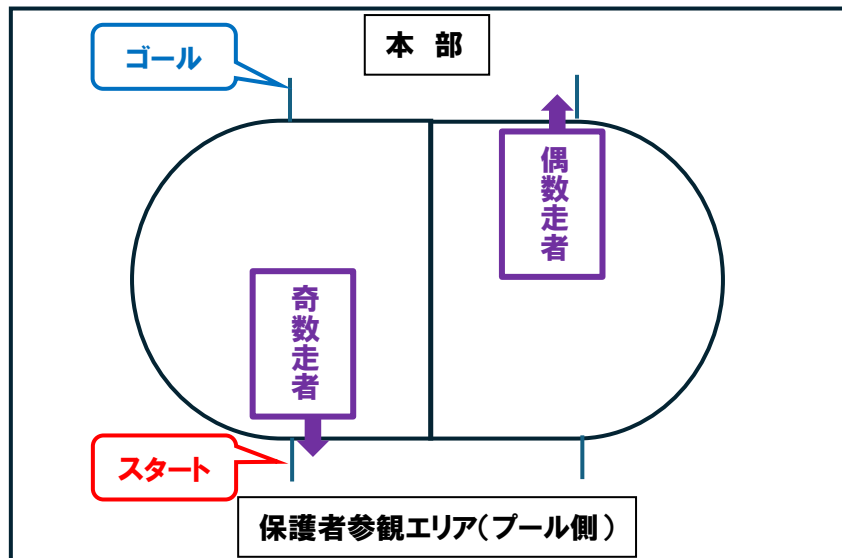 本 部
ゴール
偶数走者
奇数走者
スタート
保護者参観エリア（プール側）